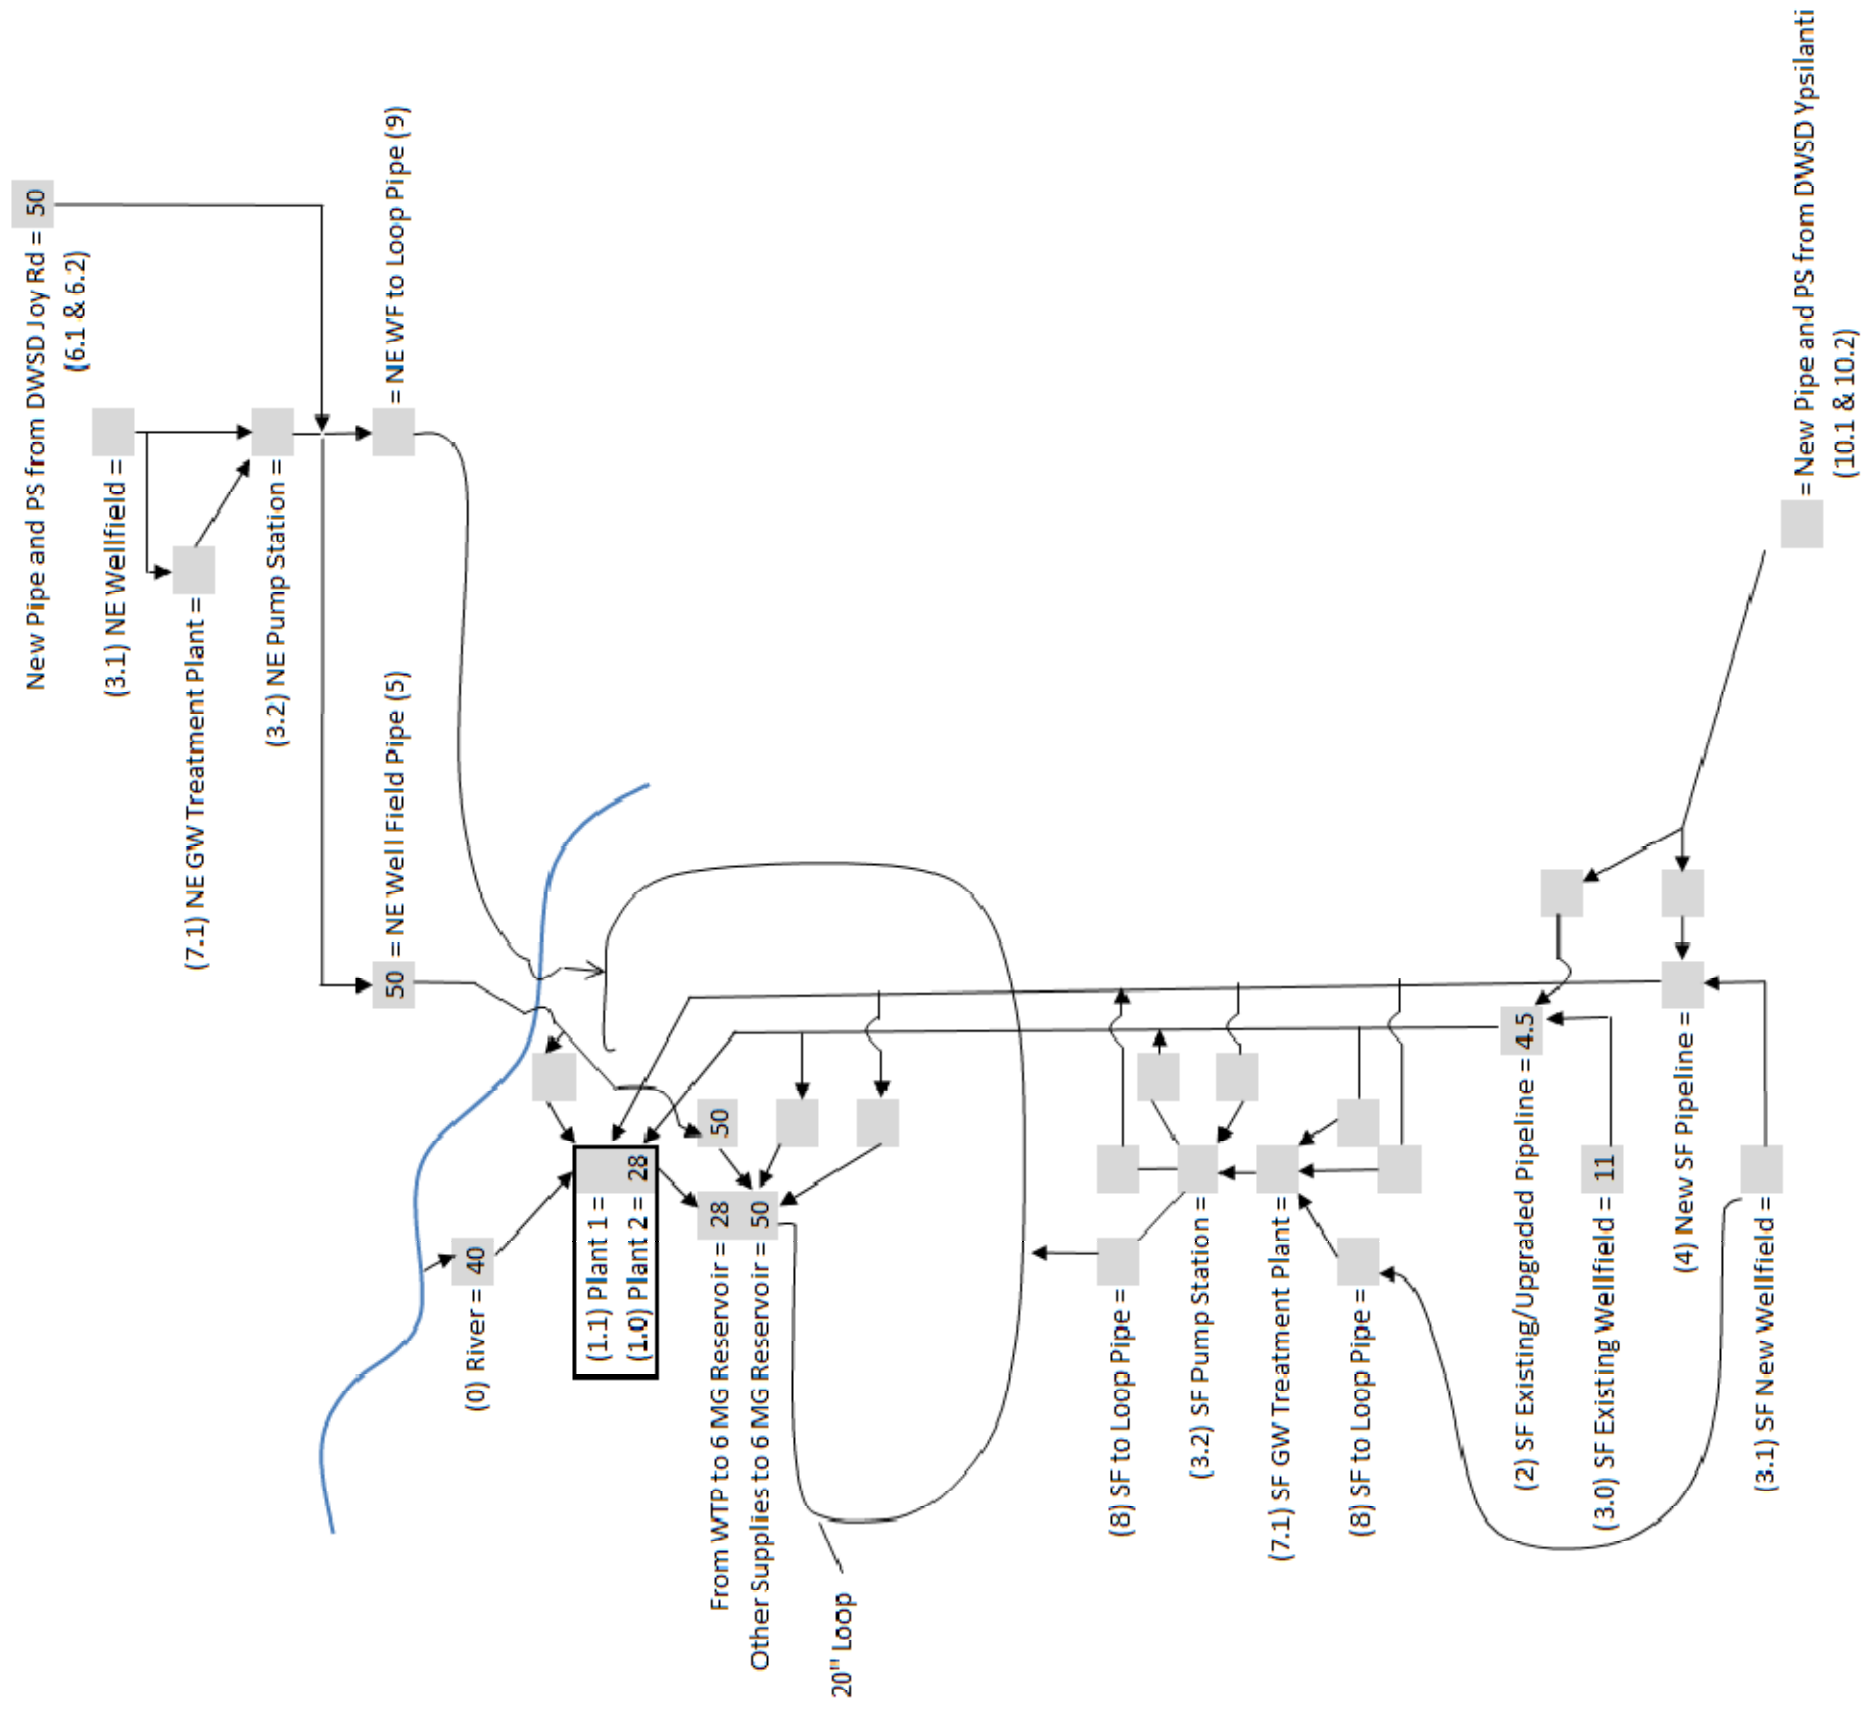 New Pipe and PS from DWSD Joy Rd = 50
(6.1 & 6.2)
(3.1) NE Wellfield =
(7.1) NE GW Treatment Plant =
(3.2) NE Pump Station =
= NE WF to Loop Pipe (9)
50 = NE Well Field Pipe (5)
(0) River = 40
(1.1) Plant 1 =
(1.0) Plant 2 = 28
50
From WTP to 6 MG Reservoir = 28
Other Supplies to 6 MG Reservoir = 50
20" Loop
(8) SF to Loop Pipe =
(3.2) SF Pump Station =
(7.1) SF GW Treatment Plant =
(8) SF to Loop Pipe =
(2) SF Existing/Upgraded Pipeline = 4.5
(3.0) SF Existing Wellfield = 11
(4) New SF Pipeline =
(3.1) SF New Wellfield =
= New Pipe and PS from DWSD Ypsilanti
(10.1 & 10.2)